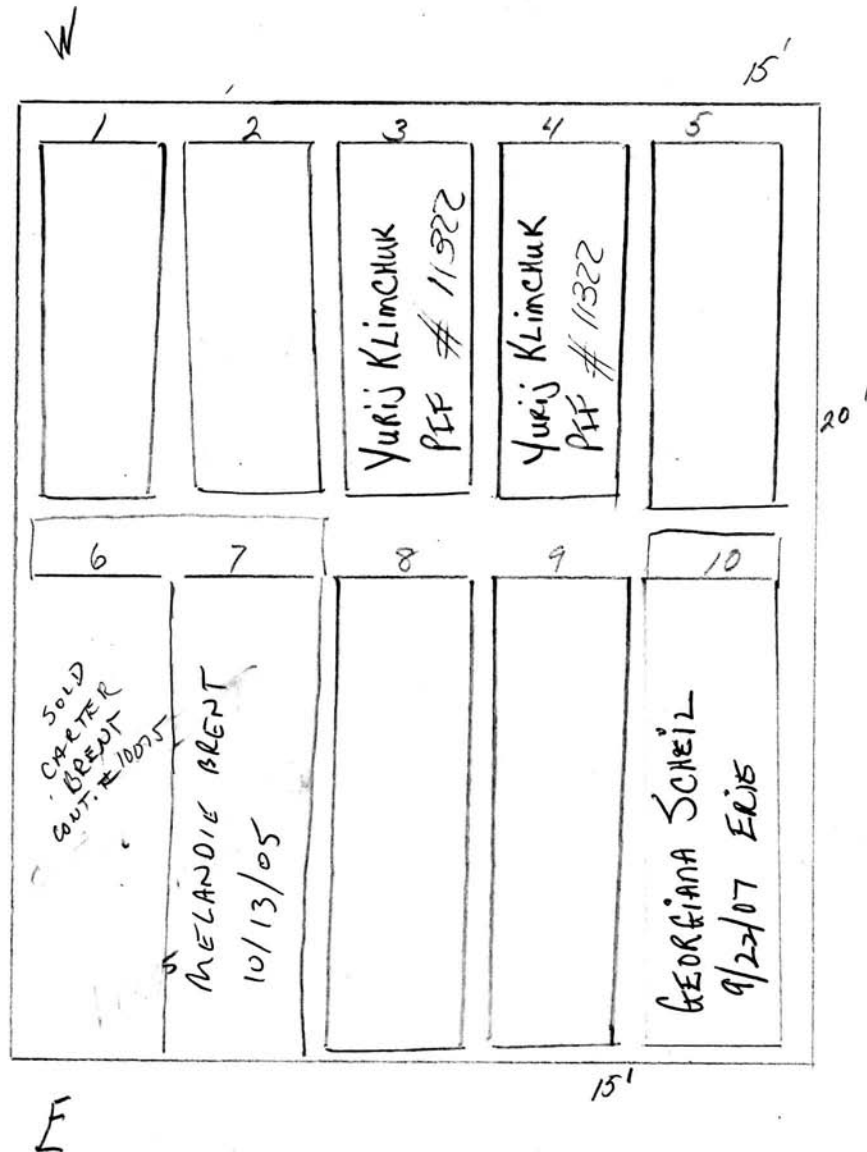 W
15'
1 2 3 4 5
Yurij Klimchuk
PIF # 11322
Yurij Klimchuk
PIF # 11322
20'
6 7 8 9 10
SOLD
CARTER
BRENT
CONT. # 10075
5
MELANDIE BRENT
10/13/05
GEORGIANA SCHEIL
9/22/07 ERIE
15'
E